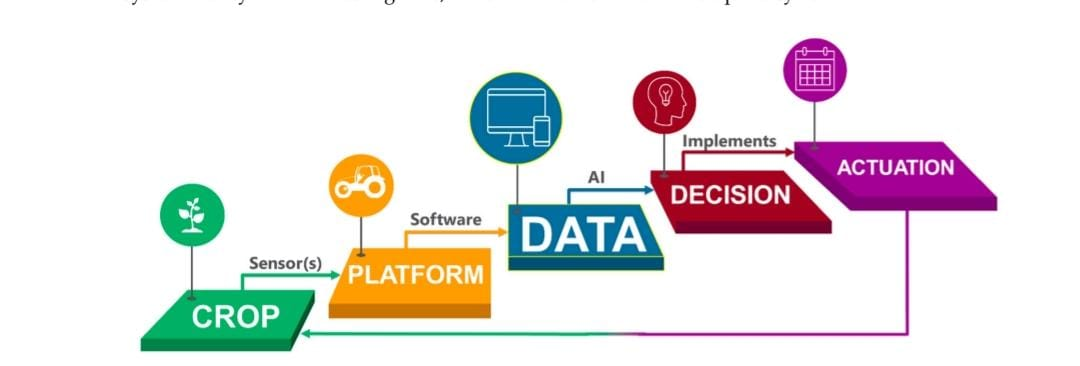 Implements
ACTUATION
AI
DECISION
Software
DATA
Sensor(s)
PLATFORM
CROP